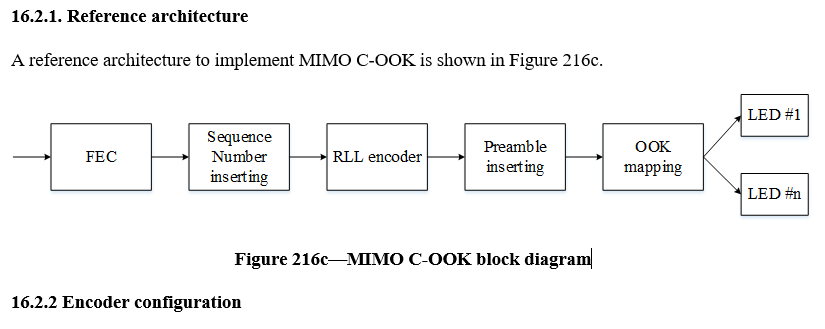 16.2.1. Reference architecture
A reference architecture to implement MIMO C-OOK is shown in Figure 216c.
FEC
Sequence
Number
inserting
RLL encoder
Preamble
inserting
OOK
mapping
LED #1
LED #n
Figure 216c—MIMO C-OOK block diagram
16.2.2 Encoder configuration